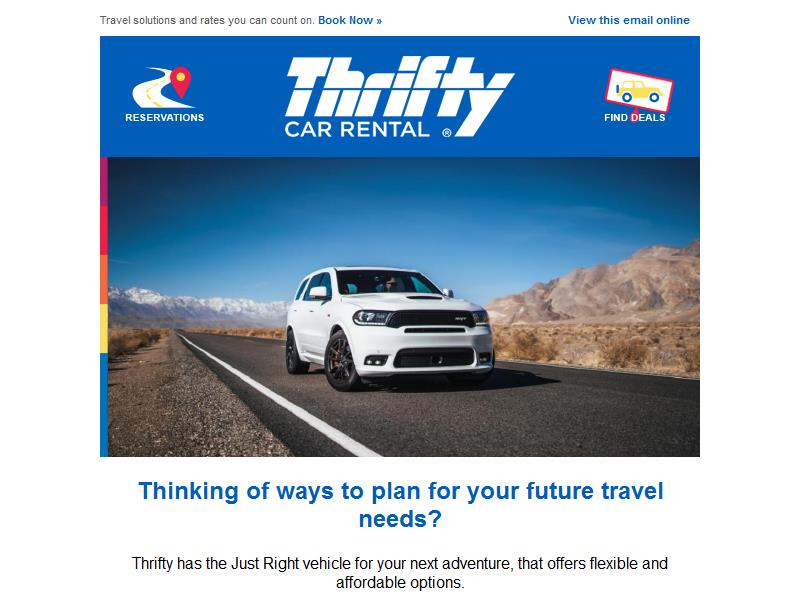 Travel solutions and rates you can count on. Book Now »
View this email online
RESERVATIONS
Thrifty
CAR RENTAL ®
FIND DEALS
SRT
Thinking of ways to plan for your future travel
needs?
Thrifty has the Just Right vehicle for your next adventure, that offers flexible and
affordable options.